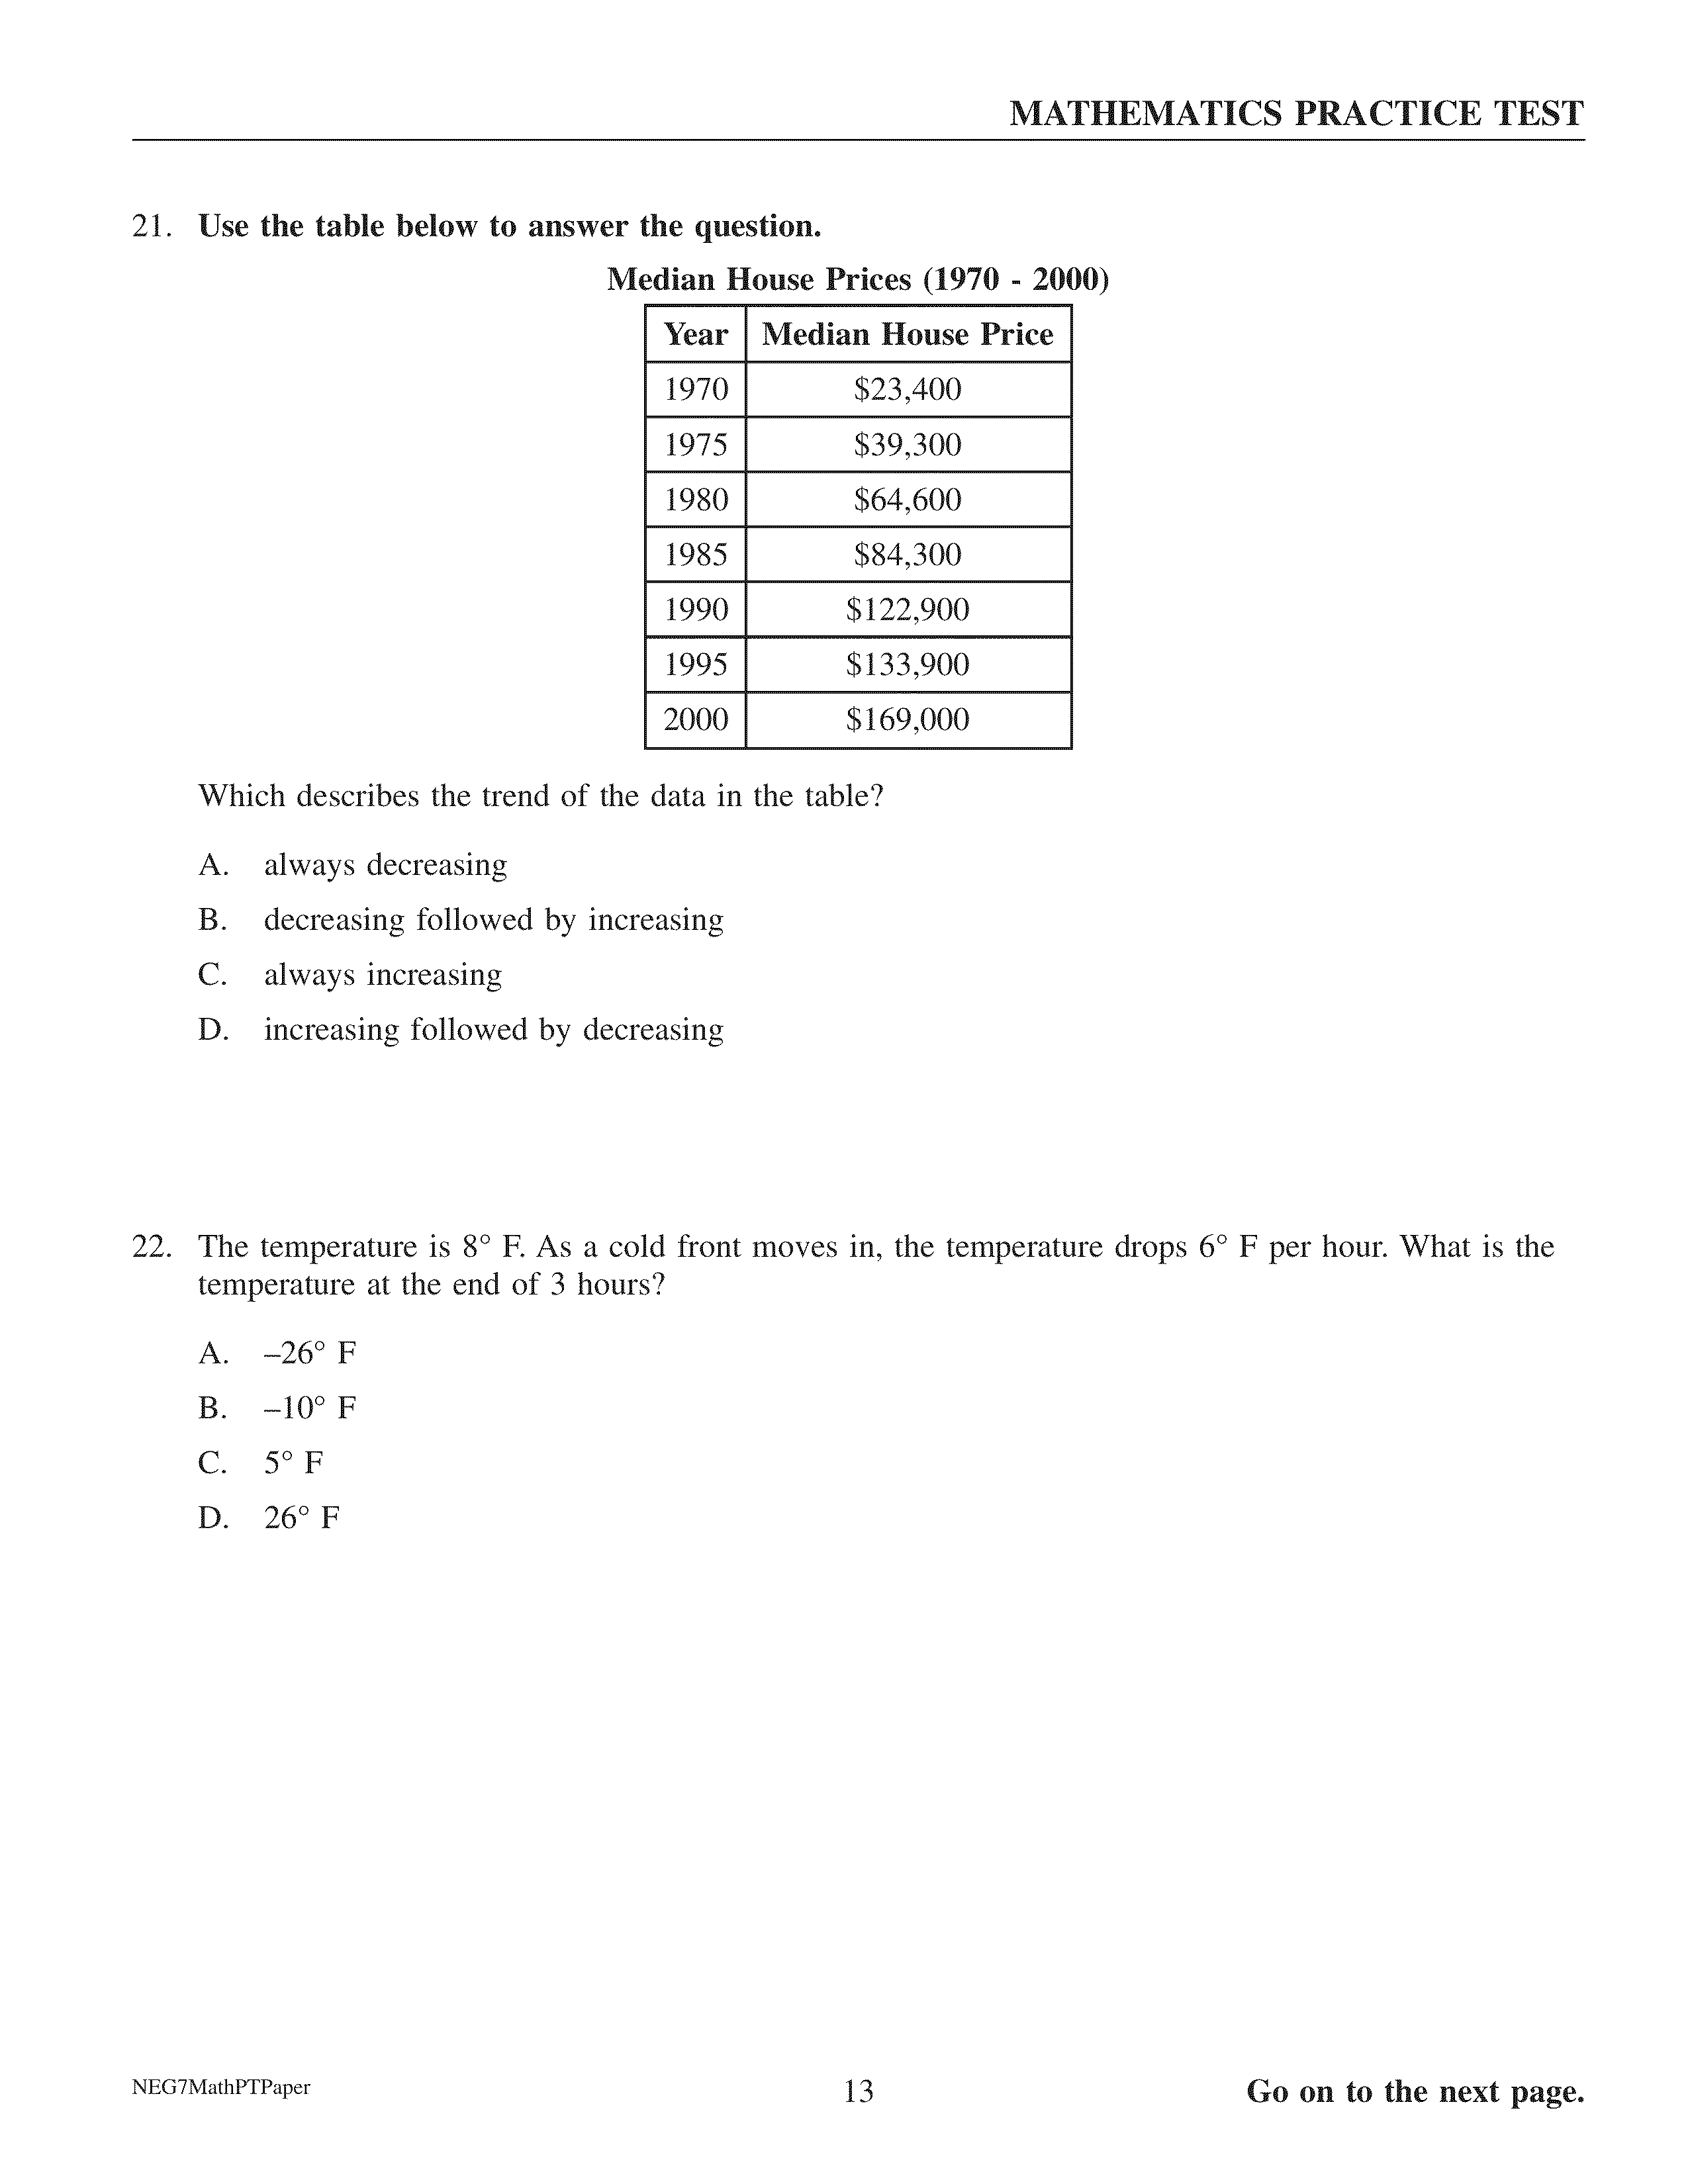 MATHEMATICS PRACTICE TEST
21. Use the table below to answer the question.
Median House Prices (1970 - 2000)
Year Median House Price
1970 $23,400
1975 $39,300
1980 $64,600
1985 $84,300
1990 $122,900
1995 $133,900
2000 $169,000
Which describes the trend of the data in the table?
A. always decreasing
B. decreasing followed by increasing
C. always increasing
D. increasing followed by decreasing
22. The temperature is 8° F. As a cold front moves in, the temperature drops 6° F per hour. What is the
temperature at the end of 3 hours?
A. –26° F
B. –10° F
C. 5° F
D. 26° F
NEG7MathPTPaper 13 Go on to the next page.